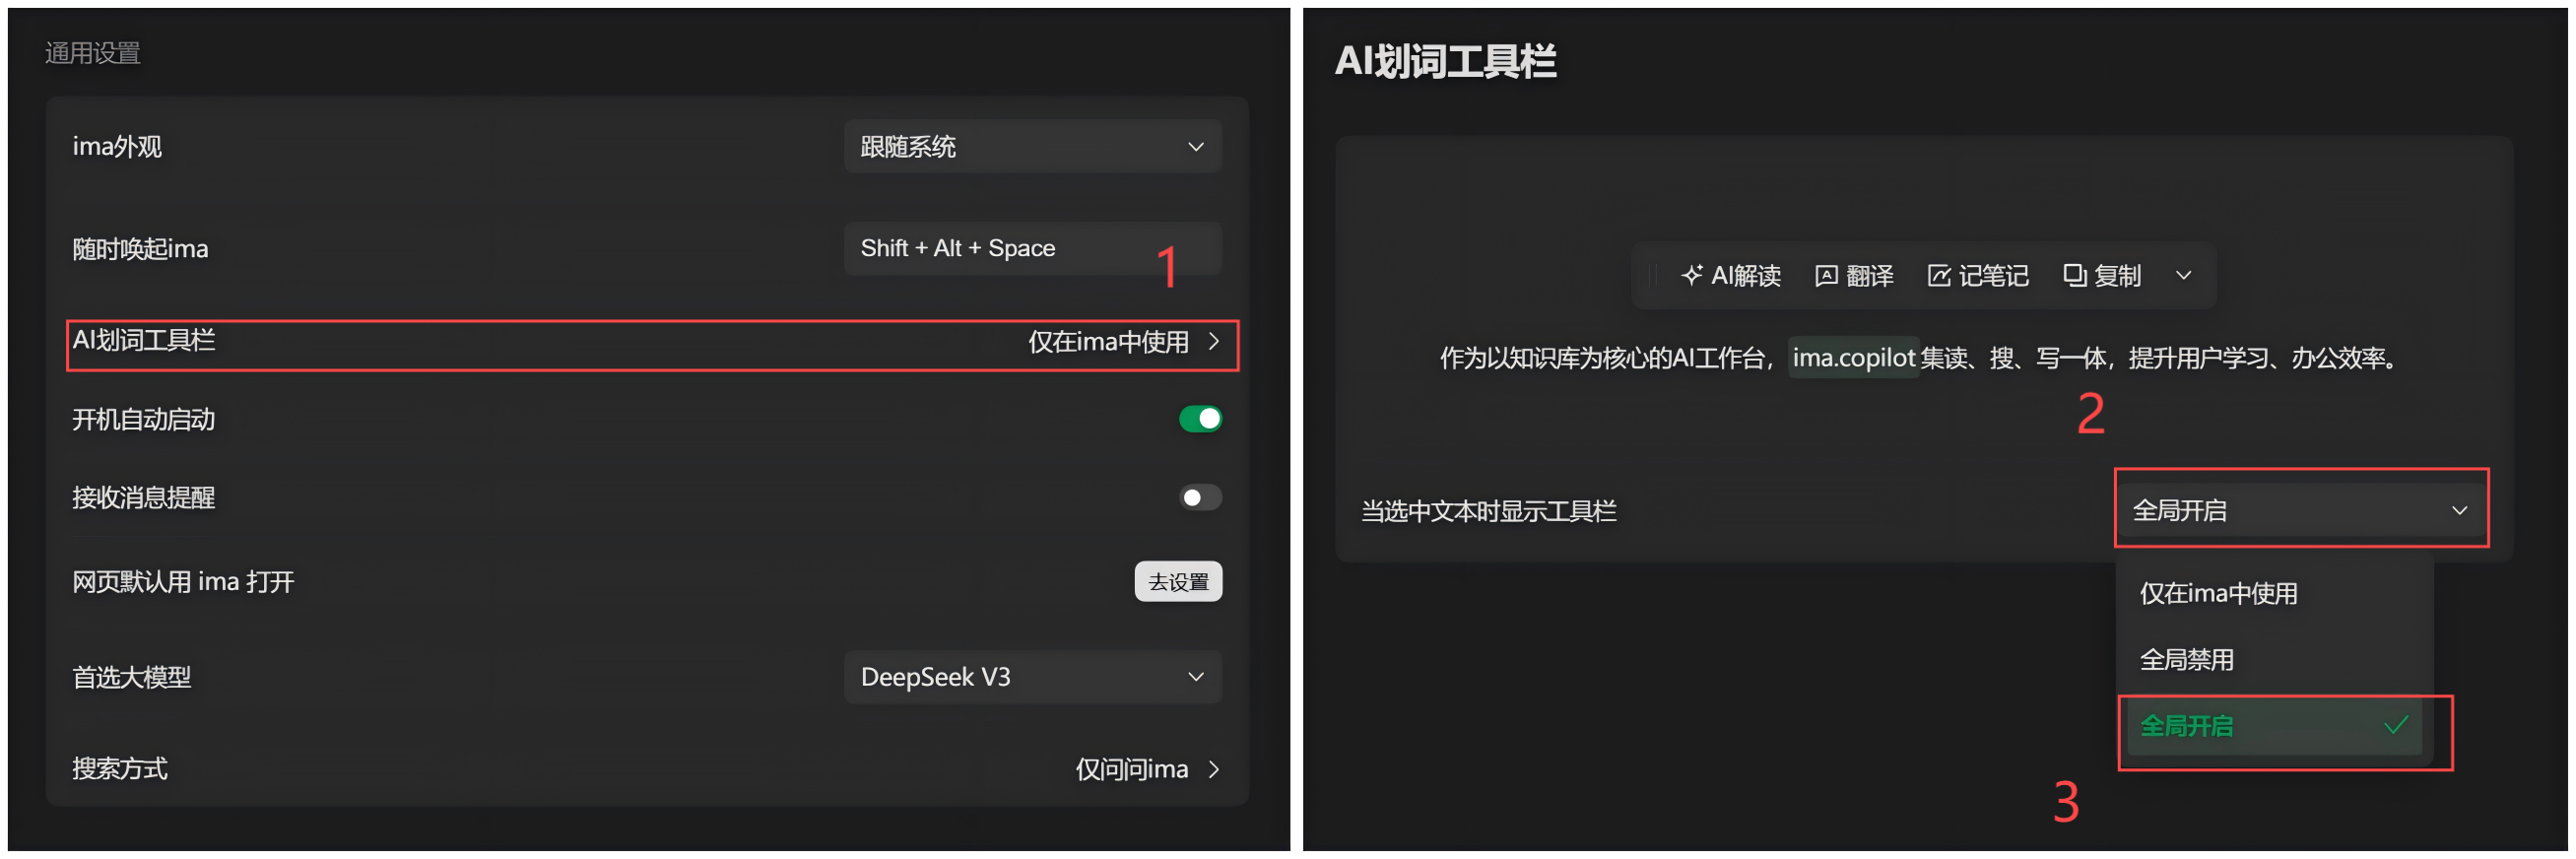 通用设置
ima外观 跟随系统
随时唤起ima Shift + Alt + Space
1
AI划词工具栏 仅在ima中使用
开机自动启动
接收消息提醒
网页默认用 ima 打开 去设置
首选大模型 DeepSeek V3
搜索方式 仅问问ima
AI划词工具栏
AI解读 翻译 记笔记 复制
作为以知识库为核心的AI工作台，ima.copilot集读、搜、写一体，提升用户学习、办公效率。
2
当选中文本时显示工具栏 全局开启
仅在ima中使用
全局禁用
全局开启
3